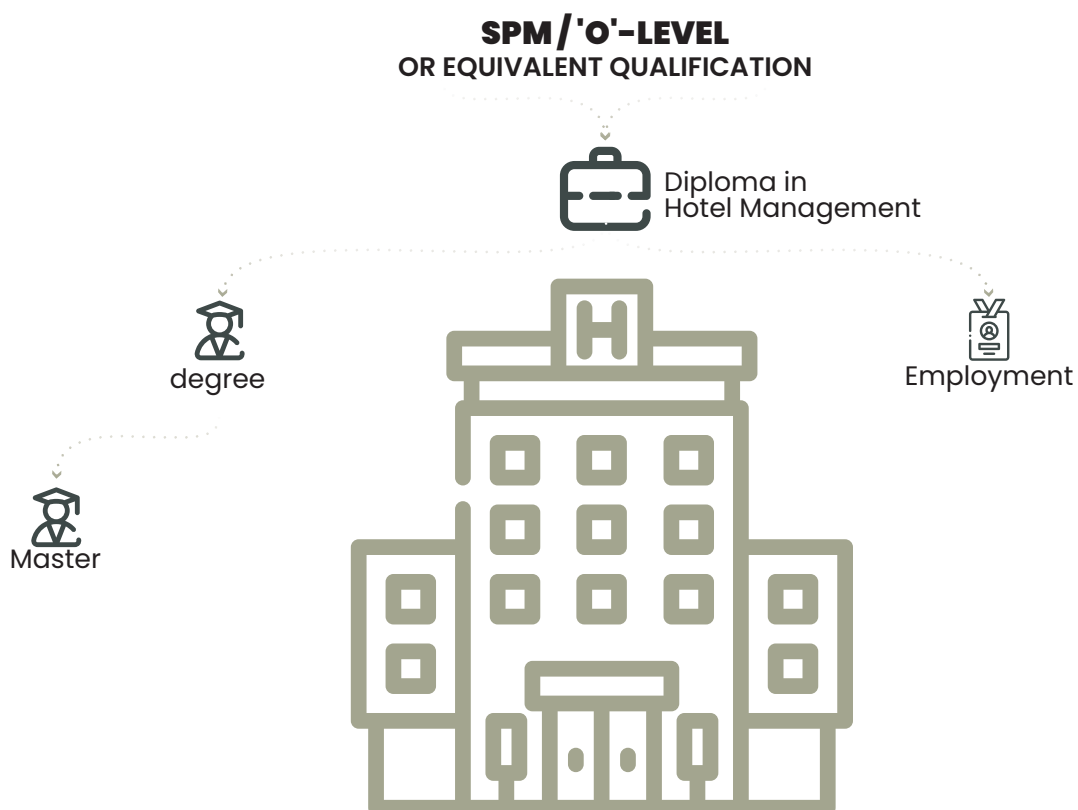 SPM / 'O'-LEVEL
OR EQUIVALENT QUALIFICATION
Diploma in
Hotel Management
degree
Employment
Master
H